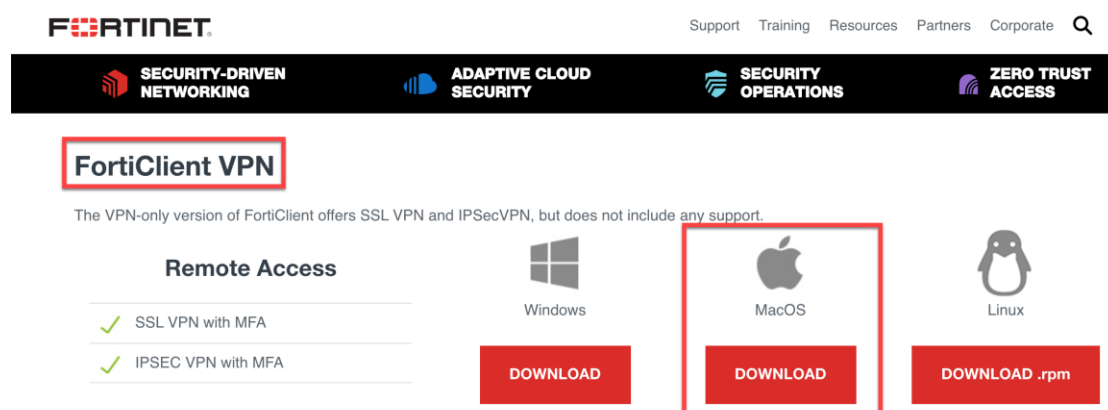 FORTINET
Support Training Resources Partners Corporate
SECURITY-DRIVEN
NETWORKING
ADAPTIVE CLOUD
SECURITY
SECURITY
OPERATIONS
ZERO TRUST
ACCESS
FortiClient VPN
The VPN-only version of FortiClient offers SSL VPN and IPSecVPN, but does not include any support.
Remote Access
SSL VPN with MFA
IPSEC VPN with MFA
Windows
DOWNLOAD
MacOS
DOWNLOAD
Linux
DOWNLOAD .rpm